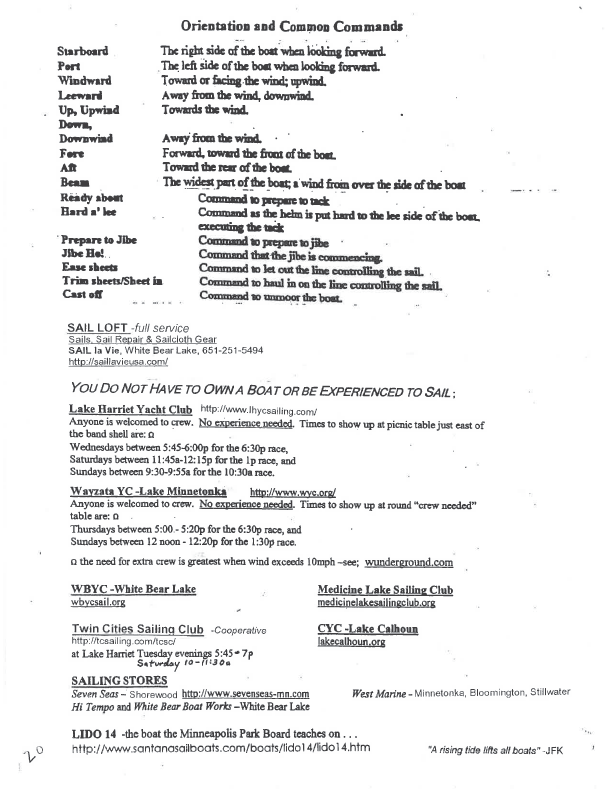 Orientation and Common Commands
Starboard The right side of the boat when looking forward.
Port The left side of the boat when looking forward.
Windward Toward or facing the wind; upwind.
Leeward Away from the wind, downwind.
Up, Upwind Towards the wind.
Down,
Downwind Away from the wind.
Fore Forward, toward the front of the boat.
Aft Toward the rear of the boat.
Beam The widest part of the boat; a wind from over the side of the boat
Ready about Command to prepare to tack
Hard a' lee Command as the helm is put hard to the lee side of the boat,
executing the tack
Prepare to Jibe Command to prepare to jibe
Jibe Ho! Command that the jibe is commencing.
Ease sheets Command to let out the line controlling the sail.
Trim sheets/Sheet in Command to haul in on the line controlling the sail.
Cast off Command to unmoor the boat.
SAIL LOFT -full service
Sails, Sail Repair & Sailcloth Gear
SAIL la Vie, White Bear Lake, 651-251-5494
http://saillavieusa.com/
YOU DO NOT HAVE TO OWN A BOAT OR BE EXPERIENCED TO SAIL;
Lake Harriet Yacht Club http://www.lhycsailing.com/
Anyone is welcomed to crew. No experience needed. Times to show up at picnic table just east of
the band shell are: Ω
Wednesdays between 5:45-6:00p for the 6:30p race,
Saturdays between 11:45a-12:15p for the 1p race, and
Sundays between 9:30-9:55a for the 10:30a race.
Wayzata YC -Lake Minnetonka http://www.wyc.org/
Anyone is welcomed to crew. No experience needed. Times to show up at round "crew needed"
table are: Ω
Thursdays between 5:00 - 5:20p for the 6:30p race, and
Sundays between 12 noon - 12:20p for the 1:30p race.
Ω the need for extra crew is greatest when wind exceeds 10mph –see; wunderground.com
WBYC -White Bear Lake Medicine Lake Sailing Club
wbycsail.org medicinelakesailingclub.org
Twin Cities Sailing Club -Cooperative CYC -Lake Calhoun
http://tcsailing.com/tcsc/ lakecalhoun.org
at Lake Harriet Tuesday evenings 5:45-7p
Saturday 10-11:30a
SAILING STORES
Seven Seas – Shorewood http://www.sevenseas-mn.com West Marine – Minnetonka, Bloomington, Stillwater
Hi Tempo and White Bear Boat Works –White Bear Lake
LIDO 14 -the boat the Minneapolis Park Board teaches on . . .
http://www.santanasailboats.com/boats/lido14/lido14.htm "A rising tide lifts all boats" -JFK
20